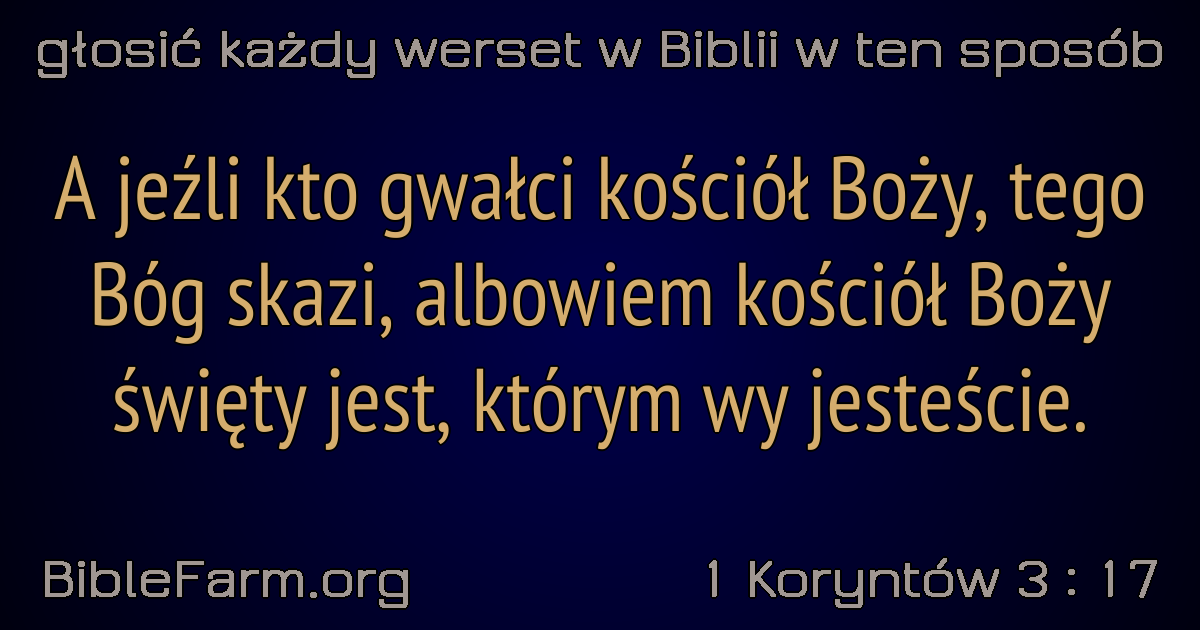 głosić każdy werset w Biblii w ten sposób
A jeźli kto gwałci kościół Boży, tego
Bóg skazi, albowiem kościół Boży
święty jest, którym wy jesteście.
BibleFarm.org
1 Koryntów 3 : 17